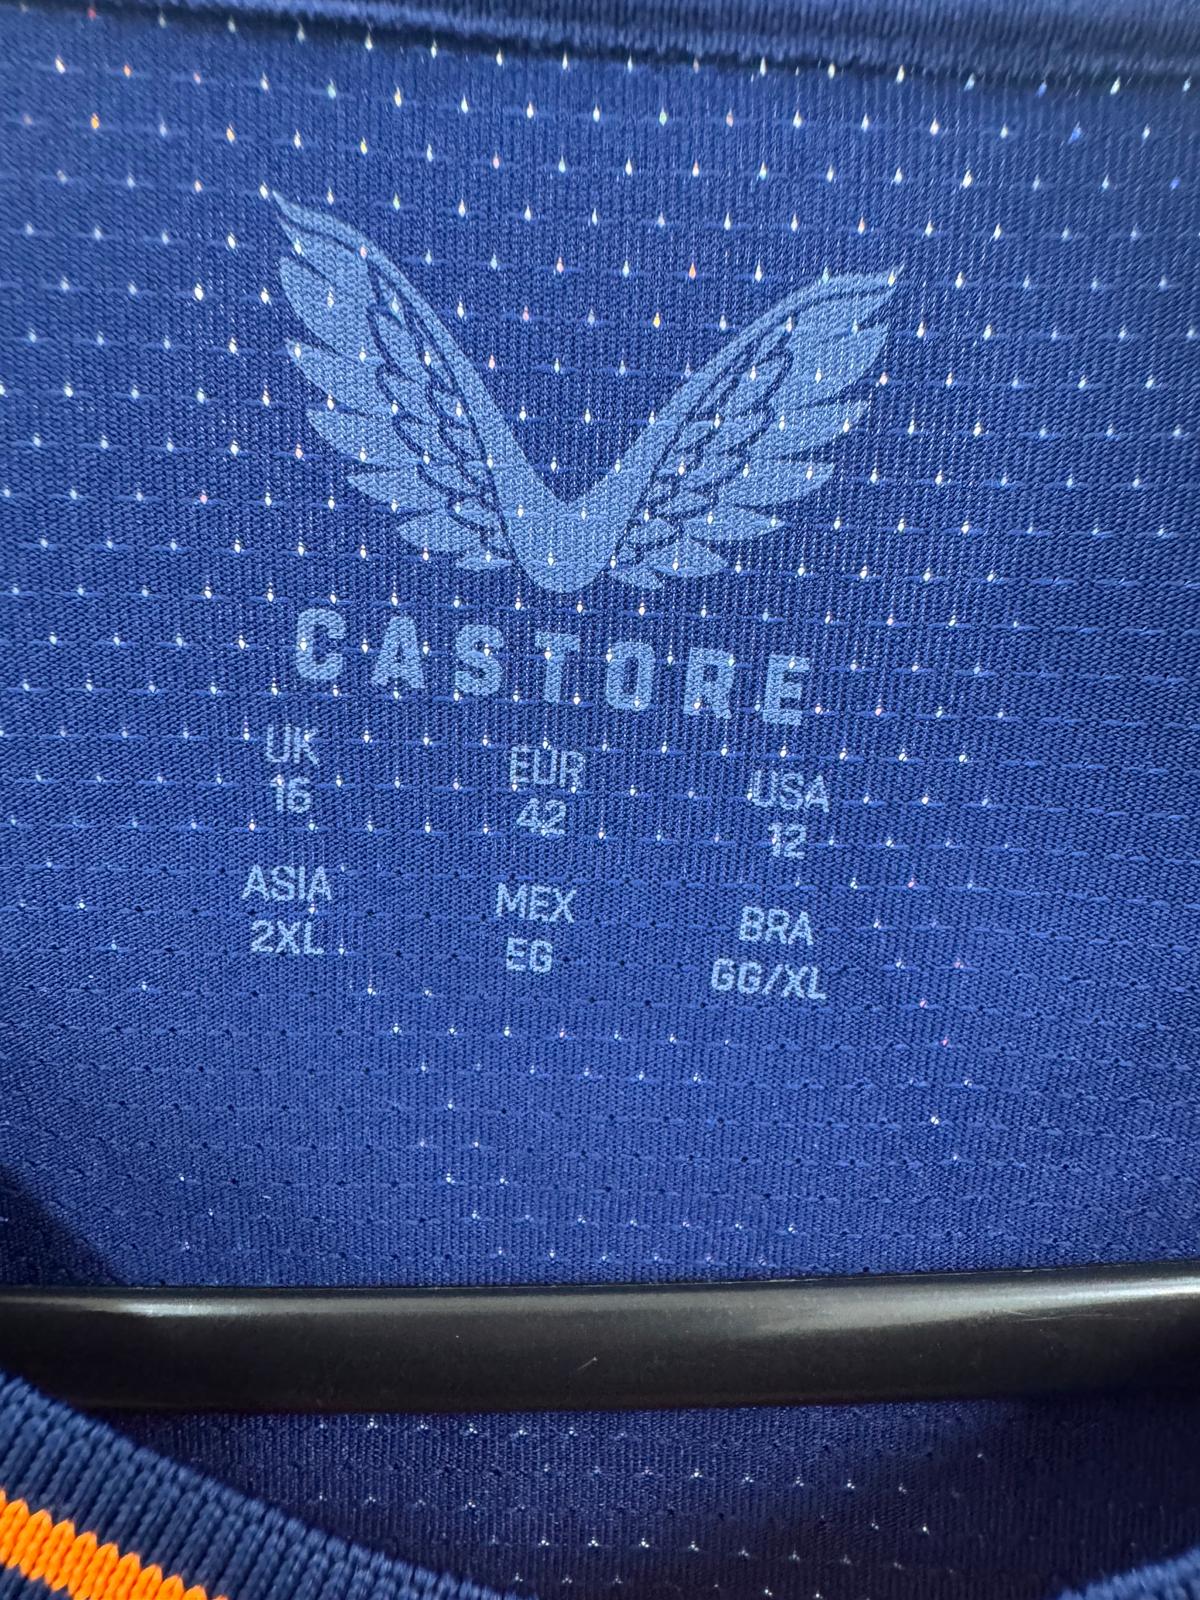 CASTORE
UK EUR USA
16 42 12
ASIA MEX BRA
2XL EG GG/XL